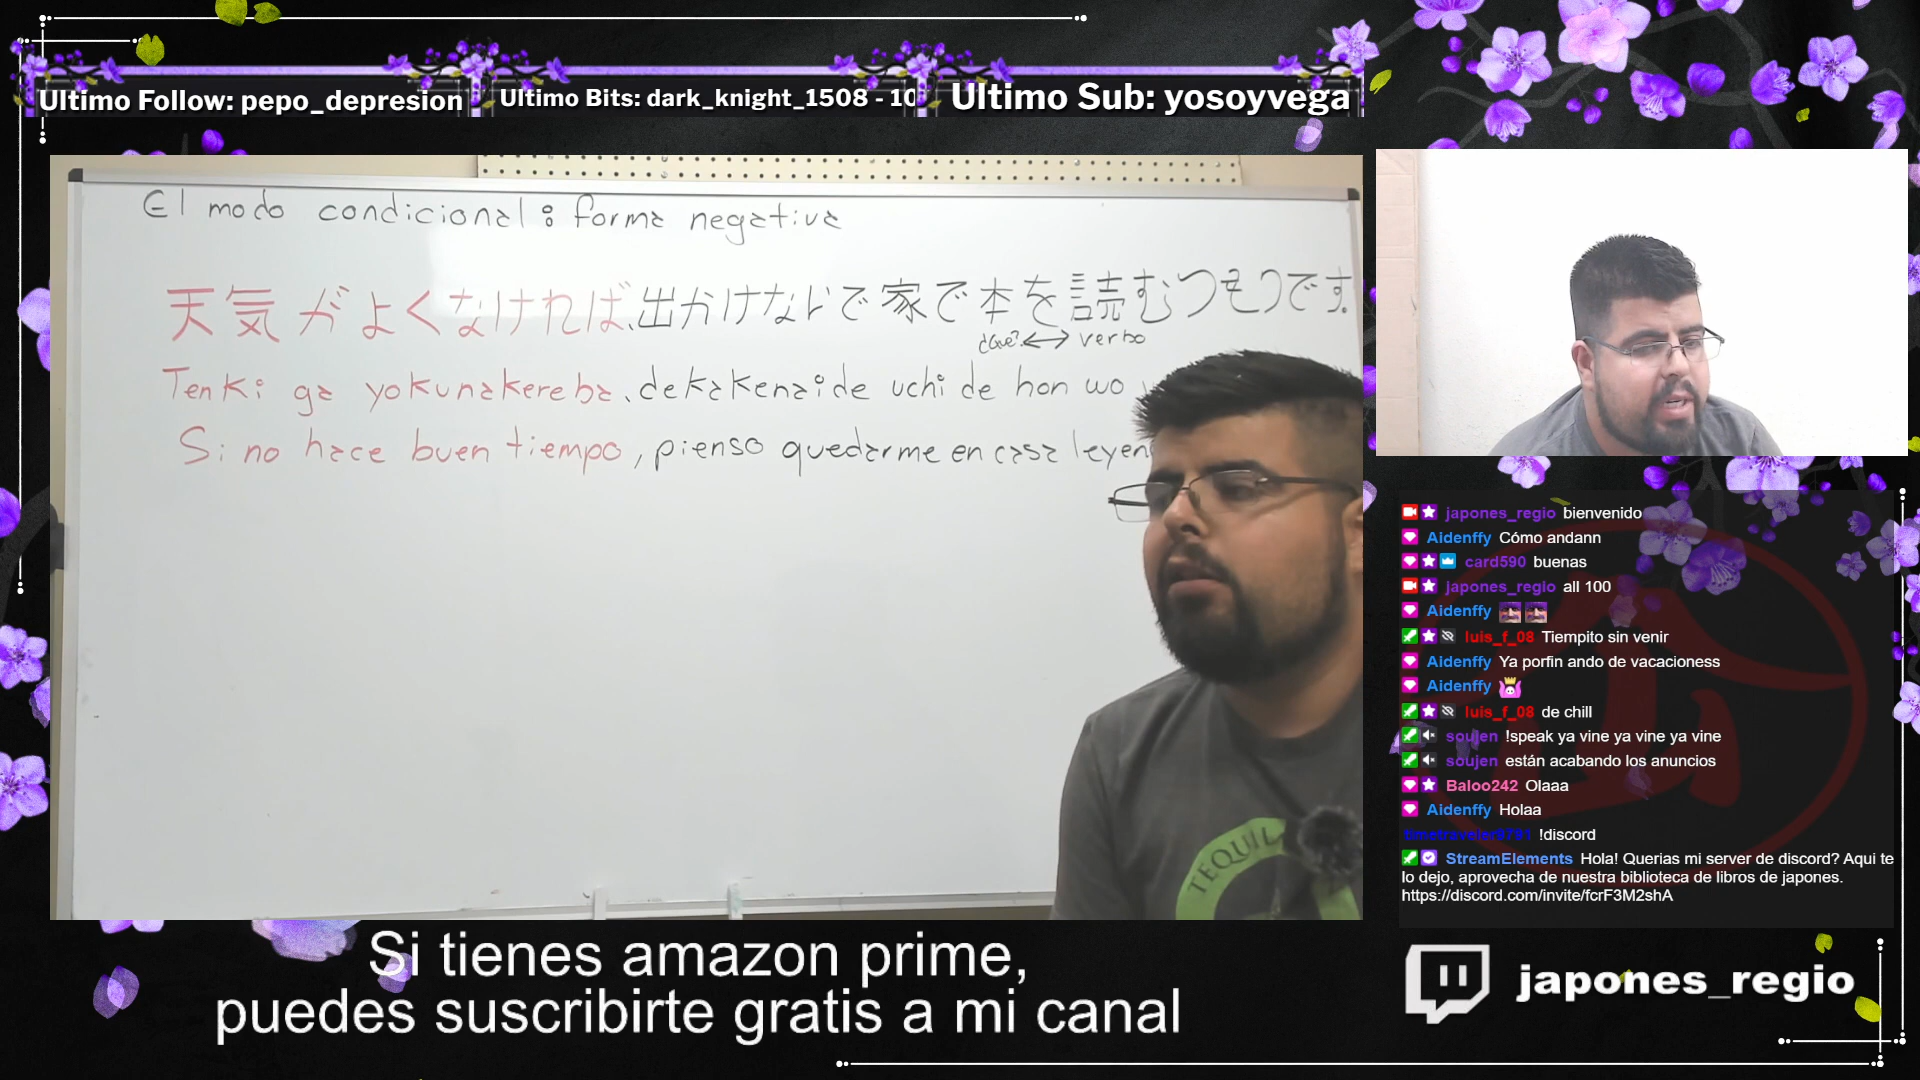 Ultimo Follow: pepo_depresion
Ultimo Bits: dark_knight_1508 - 10
Ultimo Sub: yosoyvega
El modo condicional: forma negativa
天気がよくなければ、出かけないで家で本を読むつもりです。
¿Qué? ↔ verbo
Tenki ga yokunakereba, dekakenaide uchi de hon wo
Si no hace buen tiempo, pienso quedarme en casa leyen
TEQUIL
japones_regio bienvenido
Aidenffy Cómo andann
card590 buenas
japones_regio all 100
Aidenffy
luis_f_08 Tiempito sin venir
Aidenffy Ya porfin ando de vacacioness
Aidenffy
luis_f_08 de chill
soujen !speak ya vine ya vine ya vine
soujen están acabando los anuncios
Baloo242 Olaaa
Aidenffy Holaa
timetraveler9791 !discord
StreamElements Hola! Querias mi server de discord? Aqui te
lo dejo, aprovecha de nuestra biblioteca de libros de japones.
https://discord.com/invite/fcrF3M2shA
Si tienes amazon prime,
puedes suscribirte gratis a mi canal
japones_regio